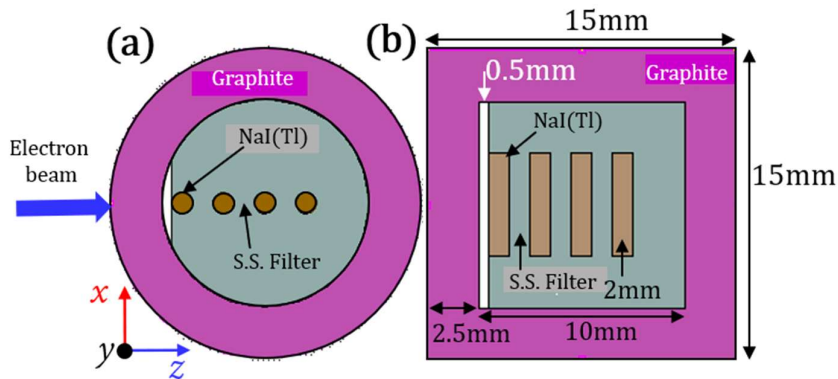 (a)
Graphite
NaI(Tl)
Electron
beam
S.S. Filter
x
y
z
(b)
15mm
Graphite
0.5mm
NaI(Tl)
15mm
S.S. Filter
2mm
2.5mm
10mm